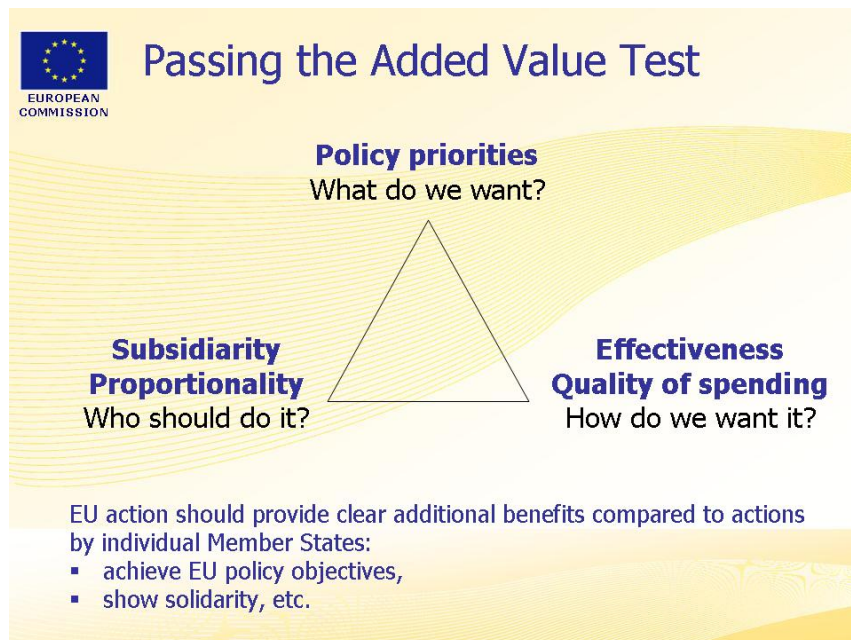 EUROPEAN
COMMISSION
Passing the Added Value Test
Policy priorities
What do we want?
Subsidiarity
Proportionality
Who should do it?
Effectiveness
Quality of spending
How do we want it?
EU action should provide clear additional benefits compared to actions
by individual Member States:
▪ achieve EU policy objectives,
▪ show solidarity, etc.